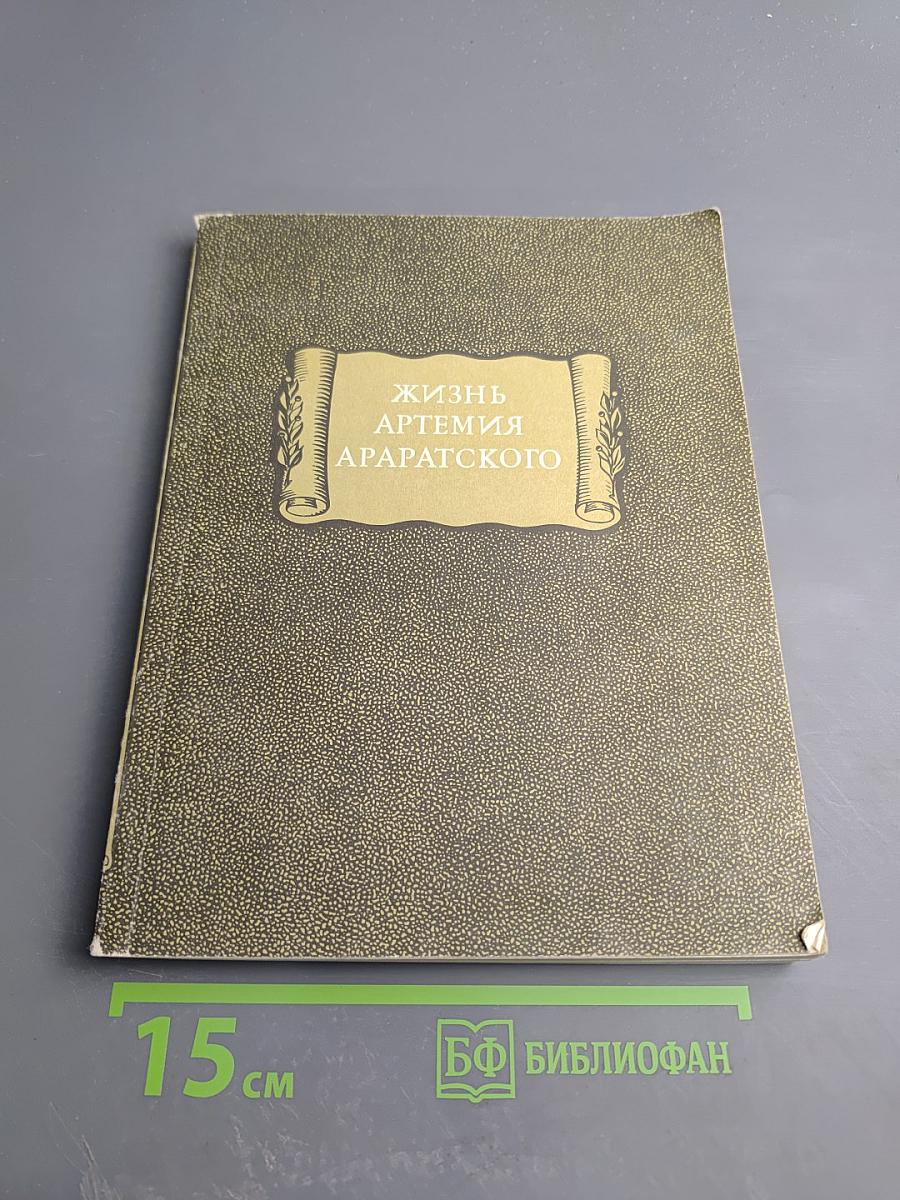 ЖИЗНЬ
АРТЕМИЯ
АРАРАТСКОГО
15 см
БФ БИБЛИОФАН